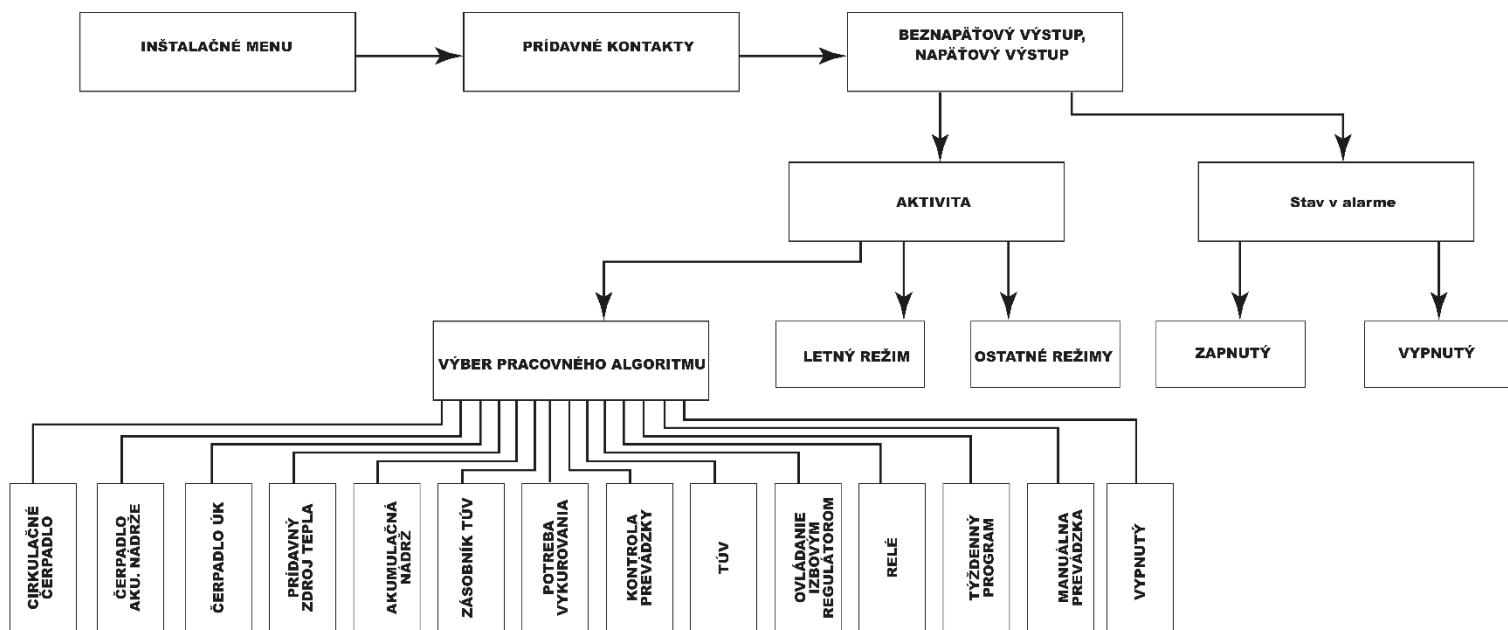 INŠTALAČNÉ MENU
PRÍDAVNÉ KONTAKTY
BEZNAPÄŤOVÝ VÝSTUP,
NAPÄŤOVÝ VÝSTUP
AKTIVITA
Stav v alarme
VÝBER PRACOVNÉHO ALGORITMU
LETNÝ REŽIM
OSTATNÉ REŽIMY
ZAPNUTÝ
VYPNUTÝ
CIRKULAČNÉ
ČERPADLO
ČERPADLO
AKU. NÁDRŽE
ČERPADLO ÚK
PRÍDAVNÝ
ZDROJ TEPLA
AKUMULAČNÁ
NÁDRŽ
ZÁSOBNÍK TÚV
POTREBA
VYKUROVANIA
KONTROLA
PREVÁDZKY
TÚV
OVLÁDANIE
IZBOVÝM
REGULÁTOROM
RELÉ
TÝŽDENNÝ
PROGRAM
MANUÁLNA
PREVÁDZKA
VYPNUTÝ